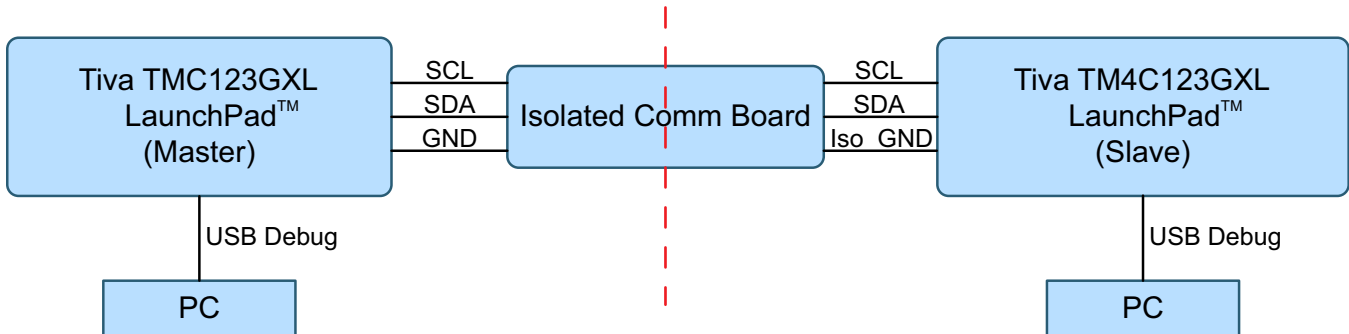 Tiva TMC123GXL
LaunchPad™
(Master)
SCL
SDA
GND
Isolated Comm Board
SCL
SDA
Iso_GND
Tiva TM4C123GXL
LaunchPad™
(Slave)
USB Debug
USB Debug
PC
PC